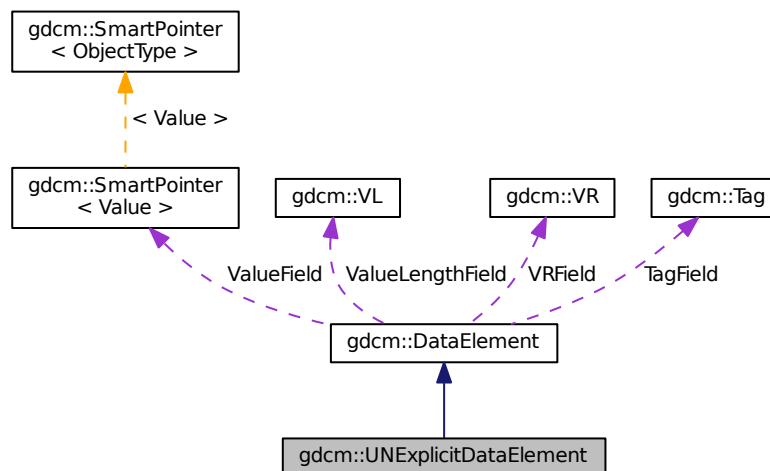 gdcm::SmartPointer
< ObjectType >
< Value >
gdcm::SmartPointer
< Value >
gdcm::VL
gdcm::VR
gdcm::Tag
ValueField
ValueLengthField
VRField
TagField
gdcm::DataElement
gdcm::UNExplicitDataElement